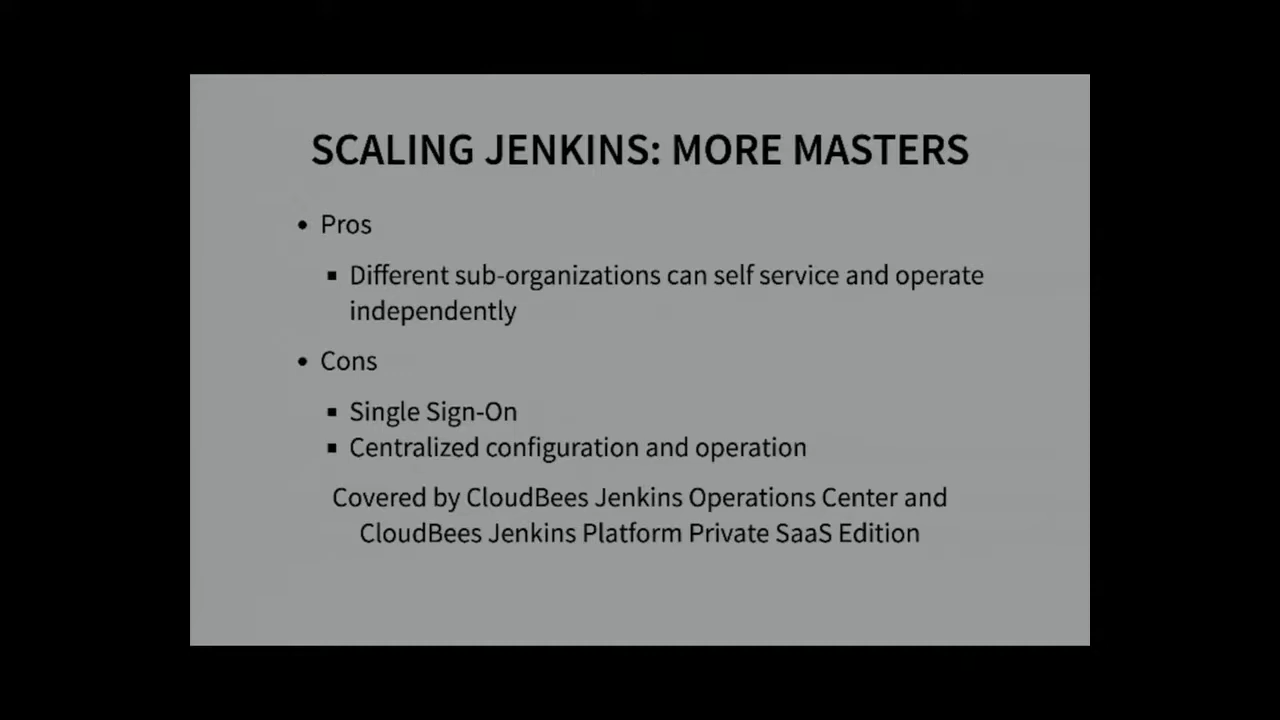 SCALING JENKINS: MORE MASTERS
• Pros
▪ Different sub-organizations can self service and operate
independently
• Cons
▪ Single Sign-On
▪ Centralized configuration and operation
Covered by CloudBees Jenkins Operations Center and
CloudBees Jenkins Platform Private SaaS Edition